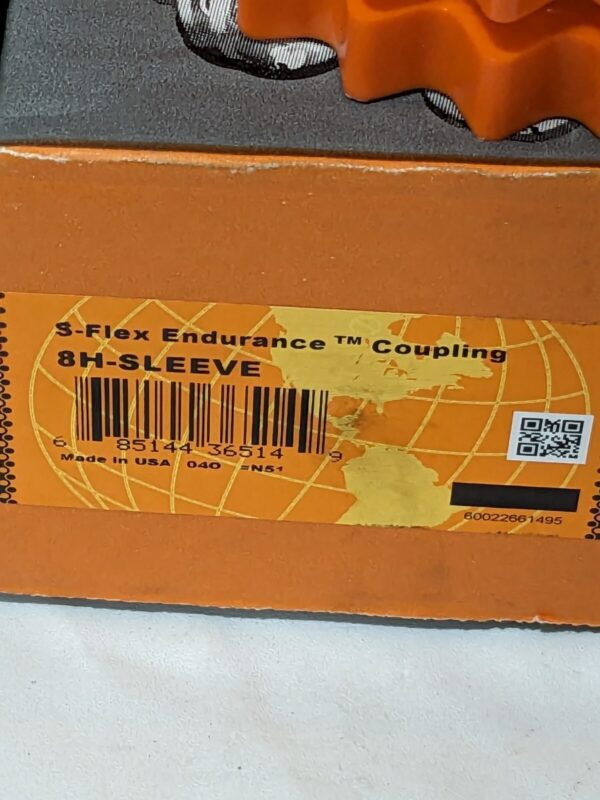 S-Flex Endurance ™ Coupling
8H-SLEEVE
6 85144 36514 9
Made in USA 040 =N51
60022661495